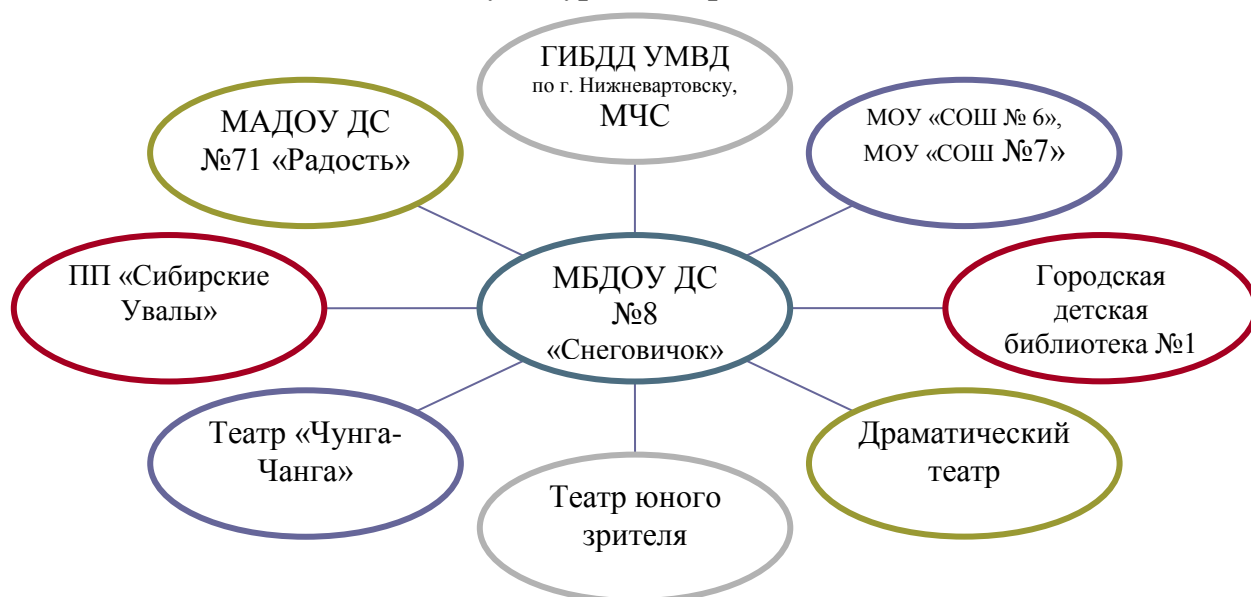 ГИБДД УМВД
по г. Нижневартовску,
МЧС
МАДОУ ДС
№71 «Радость»
МОУ «СОШ № 6»,
МОУ «СОШ №7»
ПП «Сибирские
Увалы»
МБДОУ ДС
№8
«Снеговичок»
Городская
детская
библиотека №1
Театр «Чунга-
Чанга»
Драматический
театр
Театр юного
зрителя